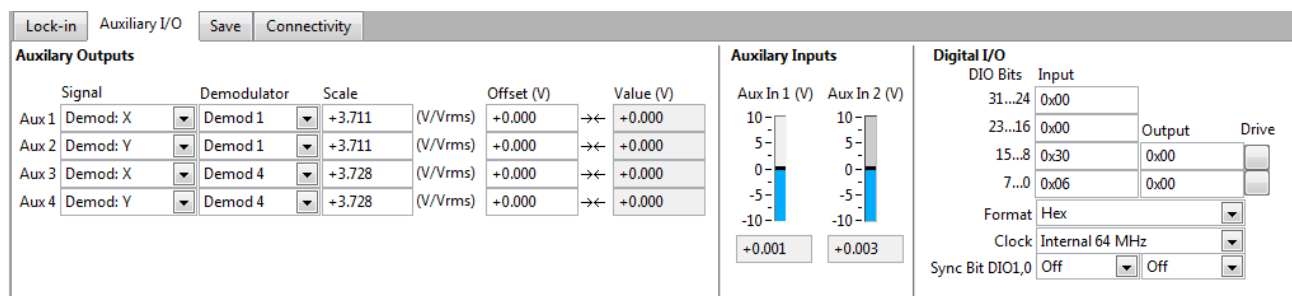 Lock-in Auxiliary I/O Save Connectivity
Auxilary Outputs
Signal Demodulator Scale Offset (V) Value (V)
Aux 1 Demod: X Demod 1 +3.711 (V/Vrms) +0.000 →← +0.000
Aux 2 Demod: Y Demod 1 +3.711 (V/Vrms) +0.000 →← +0.000
Aux 3 Demod: X Demod 4 +3.728 (V/Vrms) +0.000 →← +0.000
Aux 4 Demod: Y Demod 4 +3.728 (V/Vrms) +0.000 →← +0.000
Auxilary Inputs
Aux In 1 (V) Aux In 2 (V)
10 10
5 5
0 0
-5 -5
-10 -10
+0.001 +0.003
Digital I/O
DIO Bits Input
31...24 0x00
23...16 0x00 Output Drive
15...8 0x30 0x00
7...0 0x06 0x00
Format Hex
Clock Internal 64 MHz
Sync Bit DIO1,0 Off Off